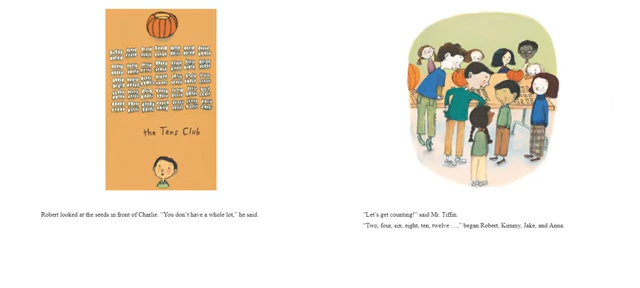 the Tens Club
Robert looked at the seeds in front of Charlie. "You don't have a whole lot," he said.
"Let's get counting!" said Mr. Tiffin.
"Two, four, six, eight, ten, twelve …," began Robert, Kimmy, Jake, and Anna.